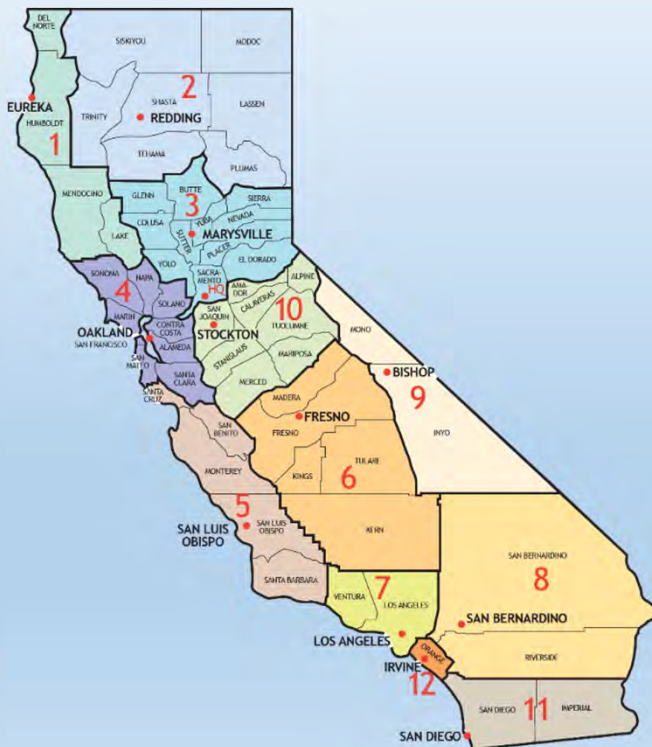 DEL
NORTE
SISKIYOU
MODOC
EUREKA
HUMBOLDT
1
TRINITY
2
SHASTA
REDDING
LASSEN
TEHAMA
PLUMAS
MENDOCINO
LAKE
GLENN
BUTTE
3
COLUSA
YUBA
SIERRA
NEVADA
MARYSVILLE
SUTTER
PLACER
YOLO
EL DORADO
SACRA-
MENTO
HQ
SONOMA
NAPA
4
MARIN
SOLANO
OAKLAND
SAN FRANCISCO
CONTRA
COSTA
ALAMEDA
SAN
MATEO
SANTA
CLARA
SANTA
CRUZ
AMA-
DOR
ALPINE
CALAVERAS
10
SAN
JOAQUIN
STOCKTON
TUOLUMNE
STANISLAUS
MARIPOSA
MERCED
MONO
BISHOP
9
INYO
MADERA
FRESNO
FRESNO
TULARE
KINGS
6
KERN
SAN
BENITO
MONTEREY
5
SAN LUIS
OBISPO
SAN LUIS
OBISPO
SANTA BARBARA
VENTURA
7
LOS ANGELES
LOS ANGELES
SAN BERNARDINO
8
SAN BERNARDINO
RIVERSIDE
ORANGE
IRVINE
12
SAN DIEGO
11
IMPERIAL
SAN DIEGO